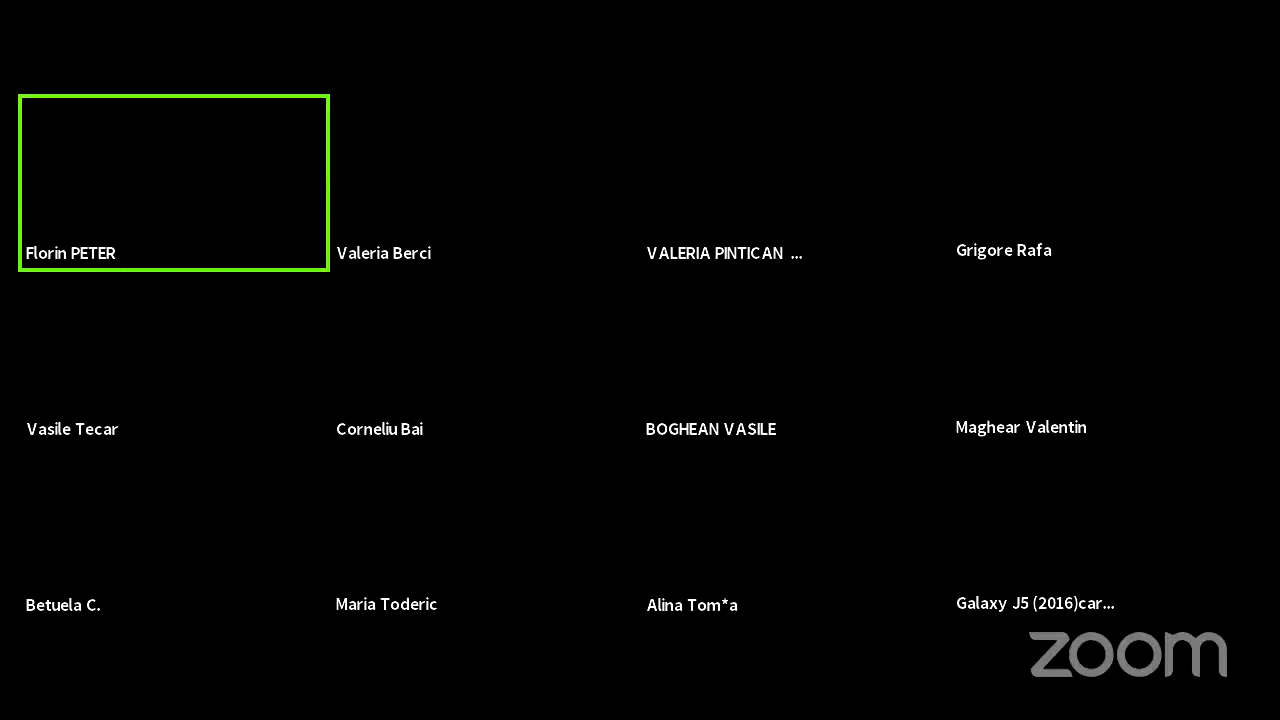 Florin PETER
Valeria Berci
VALERIA PINTICAN ...
Grigore Rafa
Vasile Tecar
Corneliu Bai
BOGHEAN VASILE
Maghear Valentin
Betuela C.
Maria Toderic
Alina Tom*a
Galaxy J5 (2016)car...
zoom